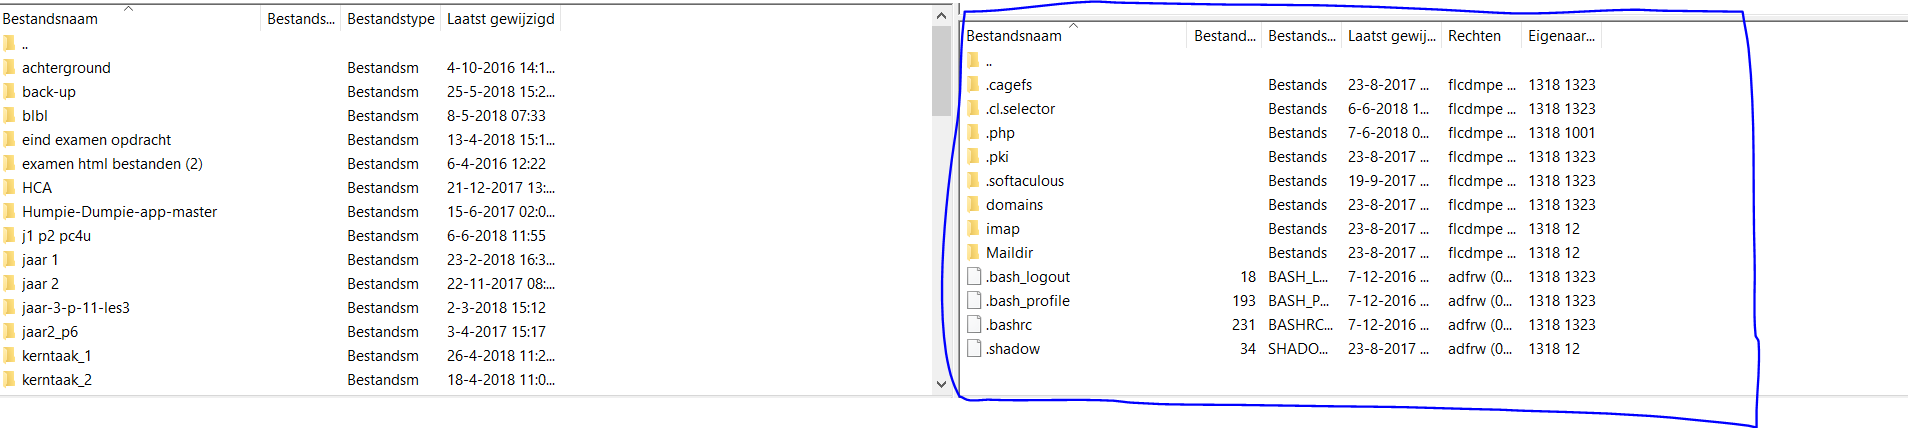 Bestandsnaam Bestands... Bestandstype Laatst gewijzigd
..
achterground Bestandsm 4-10-2016 14:1...
back-up Bestandsm 25-5-2018 15:2...
blbl Bestandsm 8-5-2018 07:33
eind examen opdracht Bestandsm 13-4-2018 15:1...
examen html bestanden (2) Bestandsm 6-4-2016 12:22
HCA Bestandsm 21-12-2017 13:...
Humpie-Dumpie-app-master Bestandsm 15-6-2017 02:0...
j1 p2 pc4u Bestandsm 6-6-2018 11:55
jaar 1 Bestandsm 23-2-2018 16:3...
jaar 2 Bestandsm 22-11-2017 08:...
jaar-3-p-11-les3 Bestandsm 2-3-2018 15:12
jaar2_p6 Bestandsm 3-4-2017 15:17
kerntaak_1 Bestandsm 26-4-2018 11:2...
kerntaak_2 Bestandsm 18-4-2018 11:0...
Bestandsnaam Bestand... Bestands... Laatst gewij... Rechten Eigenaar...
..
.cagefs Bestands 23-8-2017 ... flcdmpe ... 1318 1323
.cl.selector Bestands 6-6-2018 1... flcdmpe ... 1318 1323
.php Bestands 7-6-2018 0... flcdmpe ... 1318 1001
.pki Bestands 23-8-2017 ... flcdmpe ... 1318 1323
.softaculous Bestands 19-9-2017 ... flcdmpe ... 1318 1323
domains Bestands 23-8-2017 ... flcdmpe ... 1318 1323
imap Bestands 23-8-2017 ... flcdmpe ... 1318 12
Maildir Bestands 23-8-2017 ... flcdmpe ... 1318 12
.bash_logout 18 BASH_L... 7-12-2016 ... adfrw (0... 1318 1323
.bash_profile 193 BASH_P... 7-12-2016 ... adfrw (0... 1318 1323
.bashrc 231 BASHRC... 7-12-2016 ... adfrw (0... 1318 1323
.shadow 34 SHADO... 23-8-2017 ... adfrw (0... 1318 12